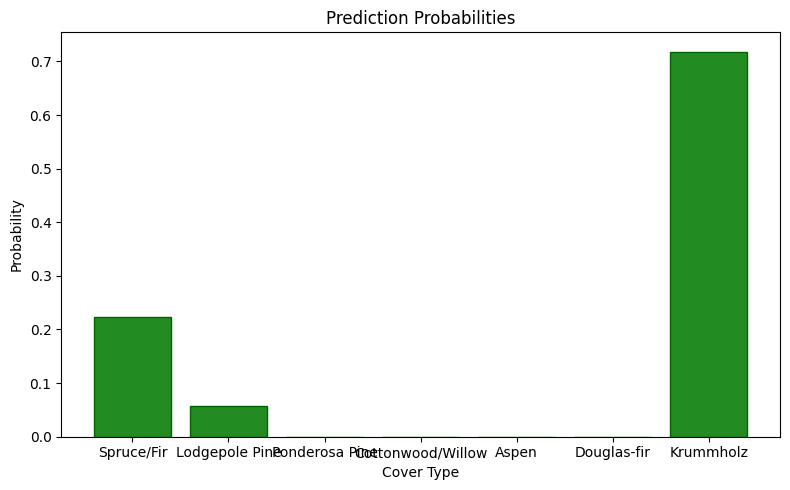 Prediction Probabilities
Probability
0.7
0.6
0.5
0.4
0.3
0.2
0.1
0.0
Spruce/Fir Lodgepole Pine Ponderosa Pine Cottonwood/Willow Aspen Douglas-fir Krummholz
Cover Type